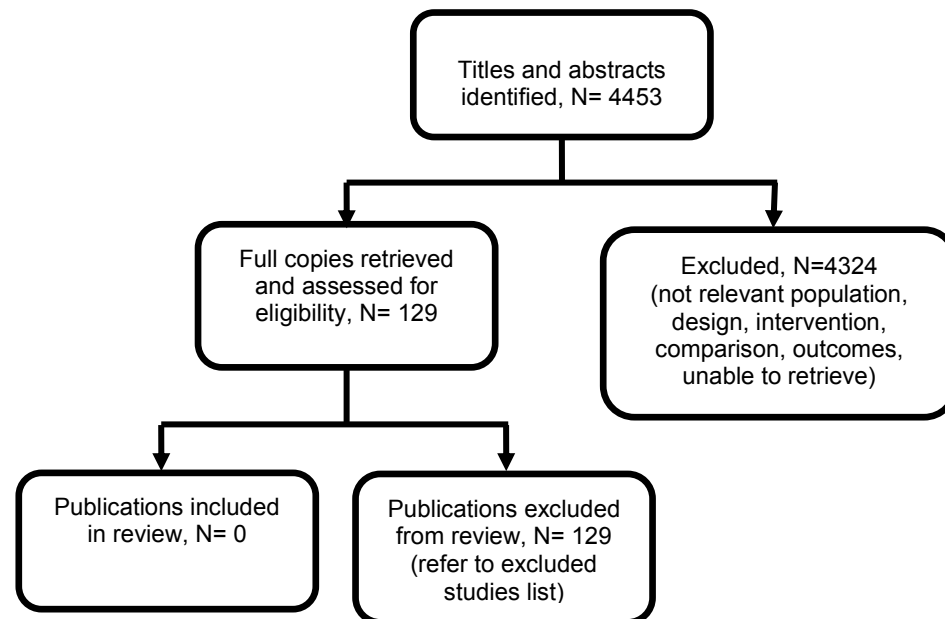 Titles and abstracts
identified, N= 4453
Full copies retrieved
and assessed for
eligibility, N= 129
Excluded, N=4324
(not relevant population,
design, intervention,
comparison, outcomes,
unable to retrieve)
Publications included
in review, N= 0
Publications excluded
from review, N= 129
(refer to excluded
studies list)